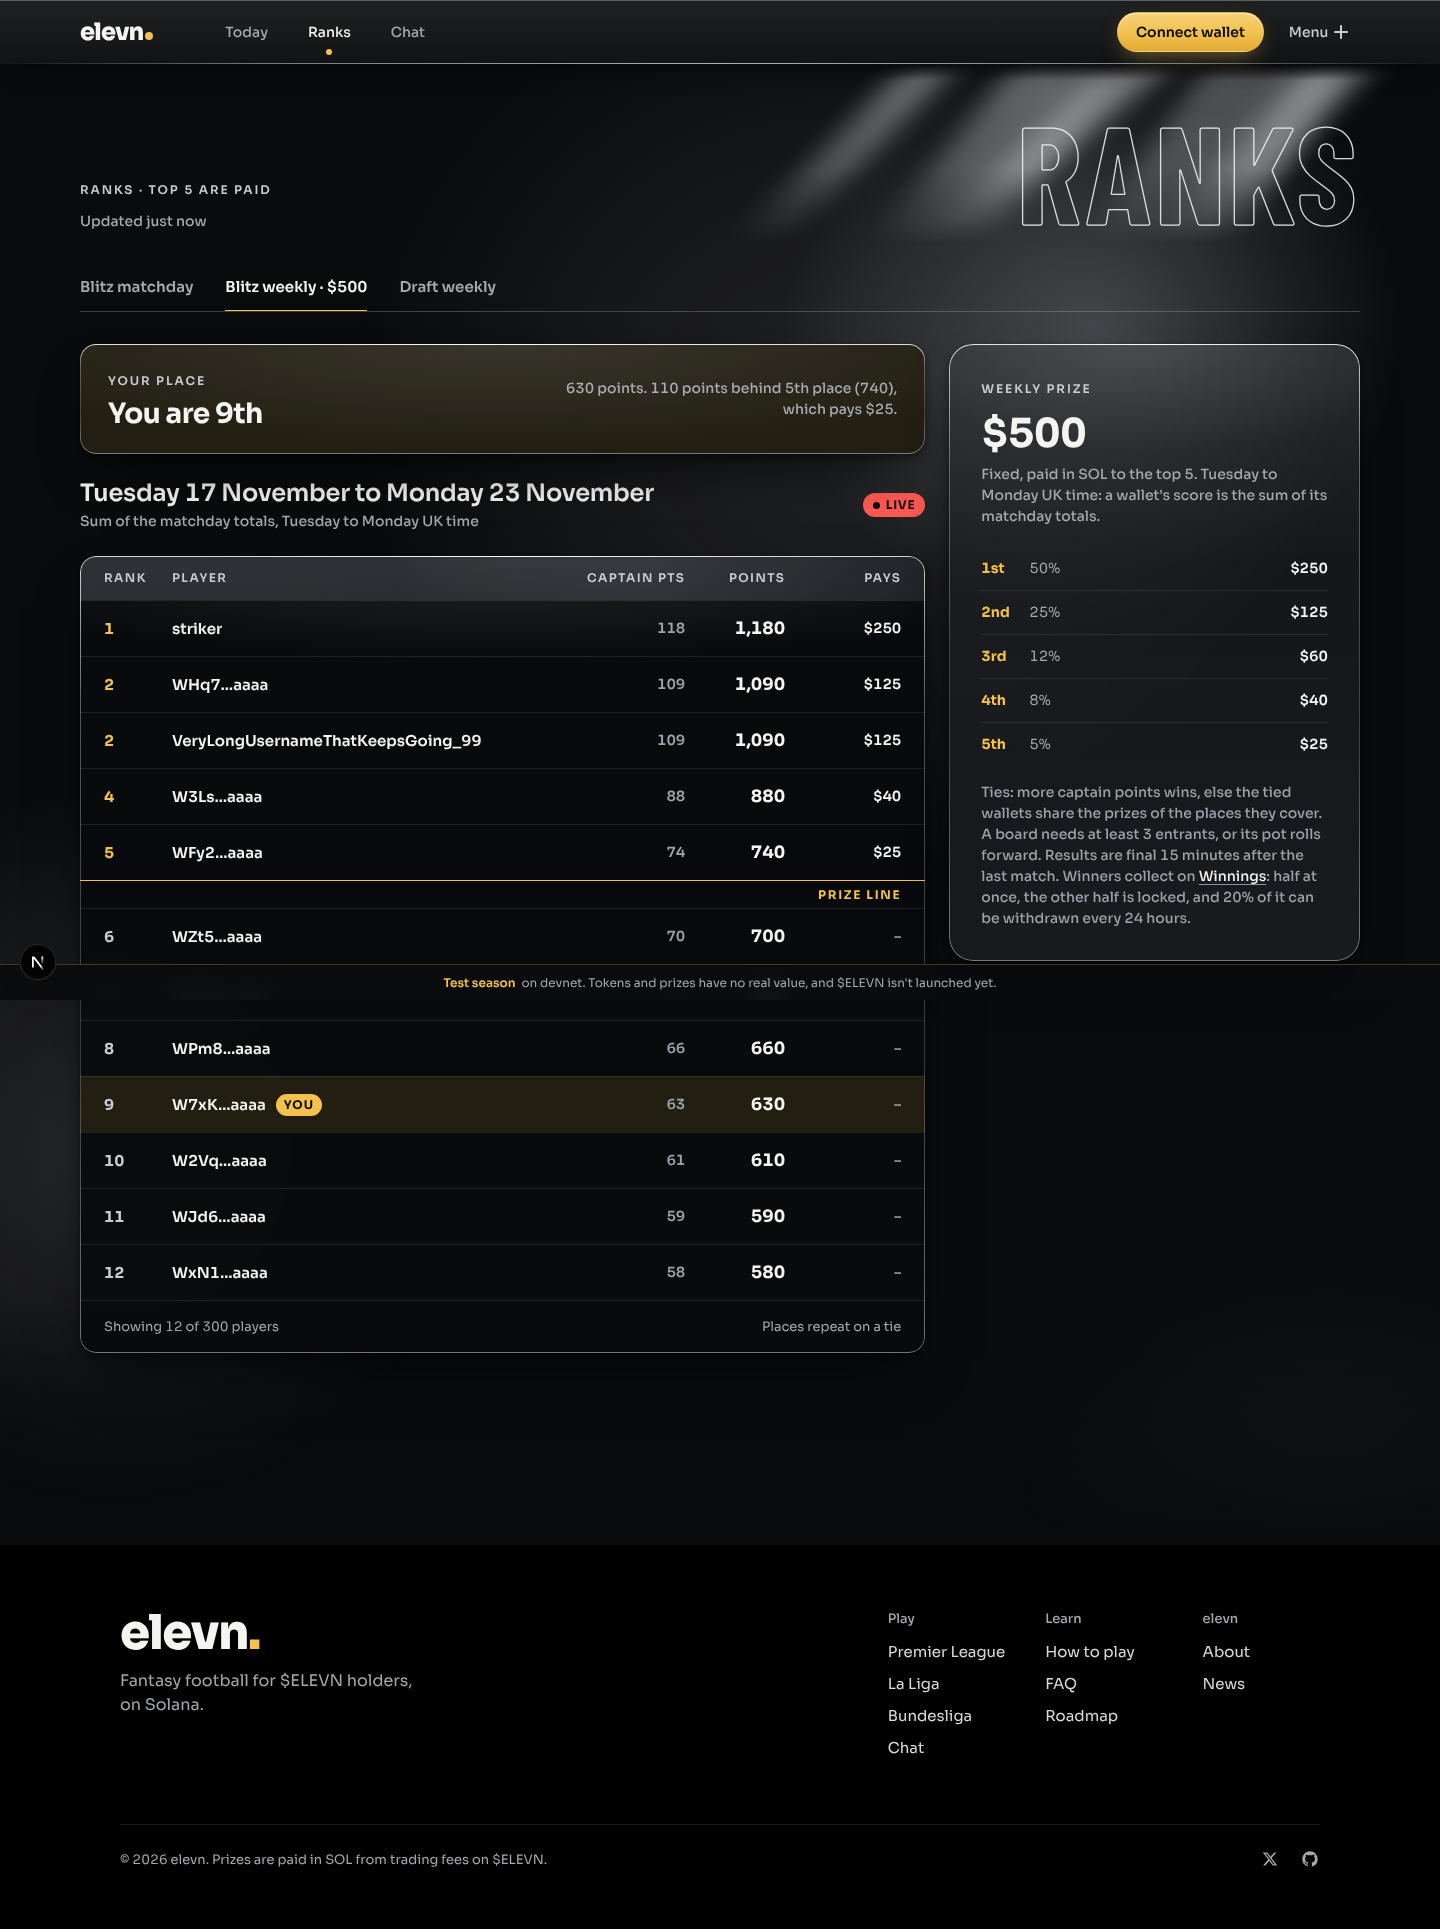 elevn.
Today
Ranks
Chat
Connect wallet
Menu
RANKS
RANKS · TOP 5 ARE PAID
Updated just now
Blitz matchday
Blitz weekly · $500
Draft weekly
YOUR PLACE
You are 9th
630 points. 110 points behind 5th place (740),
which pays $25.
Tuesday 17 November to Monday 23 November
Sum of the matchday totals, Tuesday to Monday UK time
LIVE
RANK PLAYER CAPTAIN PTS POINTS PAYS
1 striker 118 1,180 $250
2 WHq7...aaaa 109 1,090 $125
2 VeryLongUsernameThatKeepsGoing_99 109 1,090 $125
4 W3Ls...aaaa 88 880 $40
5 WFy2...aaaa 74 740 $25
PRIZE LINE
6 WZt5...aaaa 70 700 –
8 WPm8...aaaa 66 660 –
9 W7xK...aaaa YOU 63 630 –
10 W2Vq...aaaa 61 610 –
11 WJd6...aaaa 59 590 –
12 WxN1...aaaa 58 580 –
Showing 12 of 300 players
Places repeat on a tie
WEEKLY PRIZE
$500
Fixed, paid in SOL to the top 5. Tuesday to
Monday UK time: a wallet's score is the sum of its
matchday totals.
1st 50% $250
2nd 25% $125
3rd 12% $60
4th 8% $40
5th 5% $25
Ties: more captain points wins, else the tied
wallets share the prizes of the places they cover.
A board needs at least 3 entrants, or its pot rolls
forward. Results are final 15 minutes after the
last match. Winners collect on Winnings: half at
once, the other half is locked, and 20% of it can
be withdrawn every 24 hours.
N
Test season on devnet. Tokens and prizes have no real value, and $ELEVN isn't launched yet.
elevn.
Fantasy football for $ELEVN holders,
on Solana.
Play
Premier League
La Liga
Bundesliga
Chat
Learn
How to play
FAQ
Roadmap
elevn
About
News
© 2026 elevn. Prizes are paid in SOL from trading fees on $ELEVN.